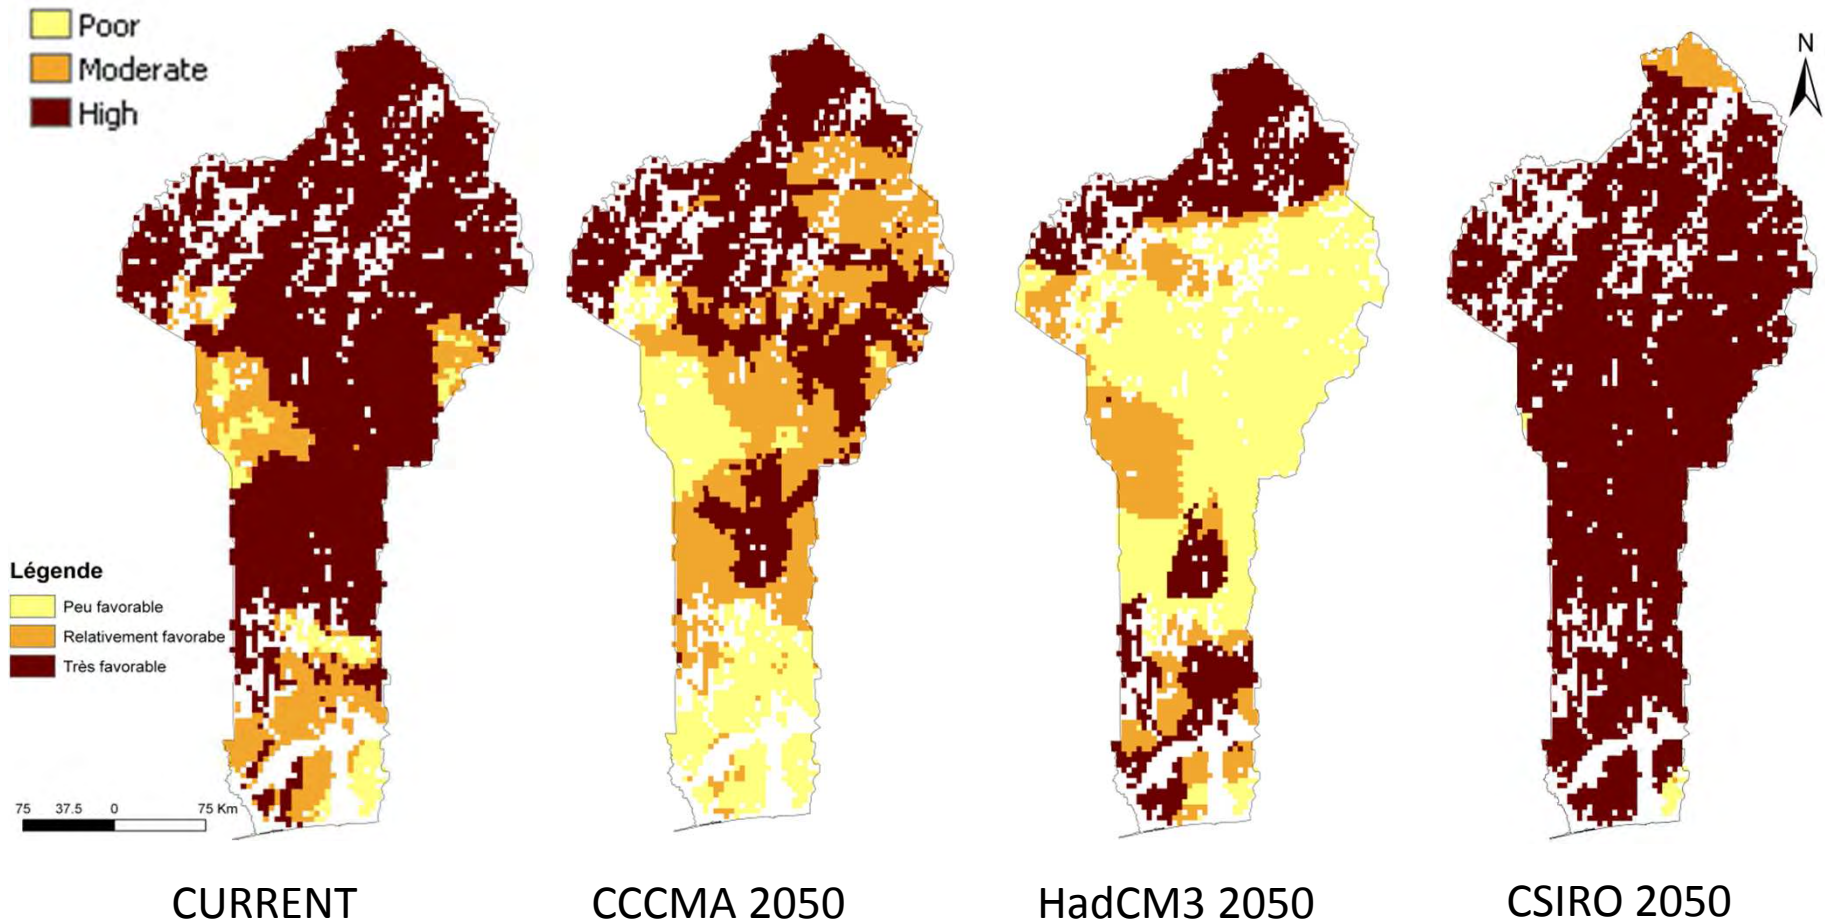 Poor
Moderate
High
N
Légende
Peu favorable
Relativement favorabe
Très favorable
75 37.5 0 75 Km
CURRENT
CCCMA 2050
HadCM3 2050
CSIRO 2050